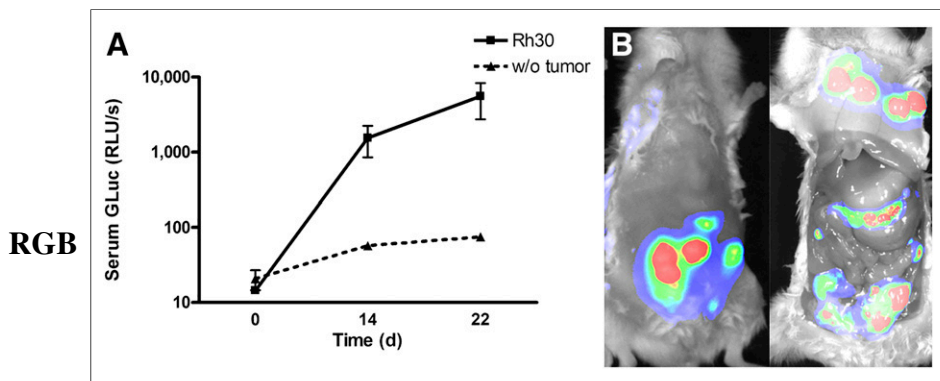 RGB
A
Rh30
w/o tumor
Serum GLuc (RLU/s)
10,000
1,000
100
10
0
14
22
Time (d)
B